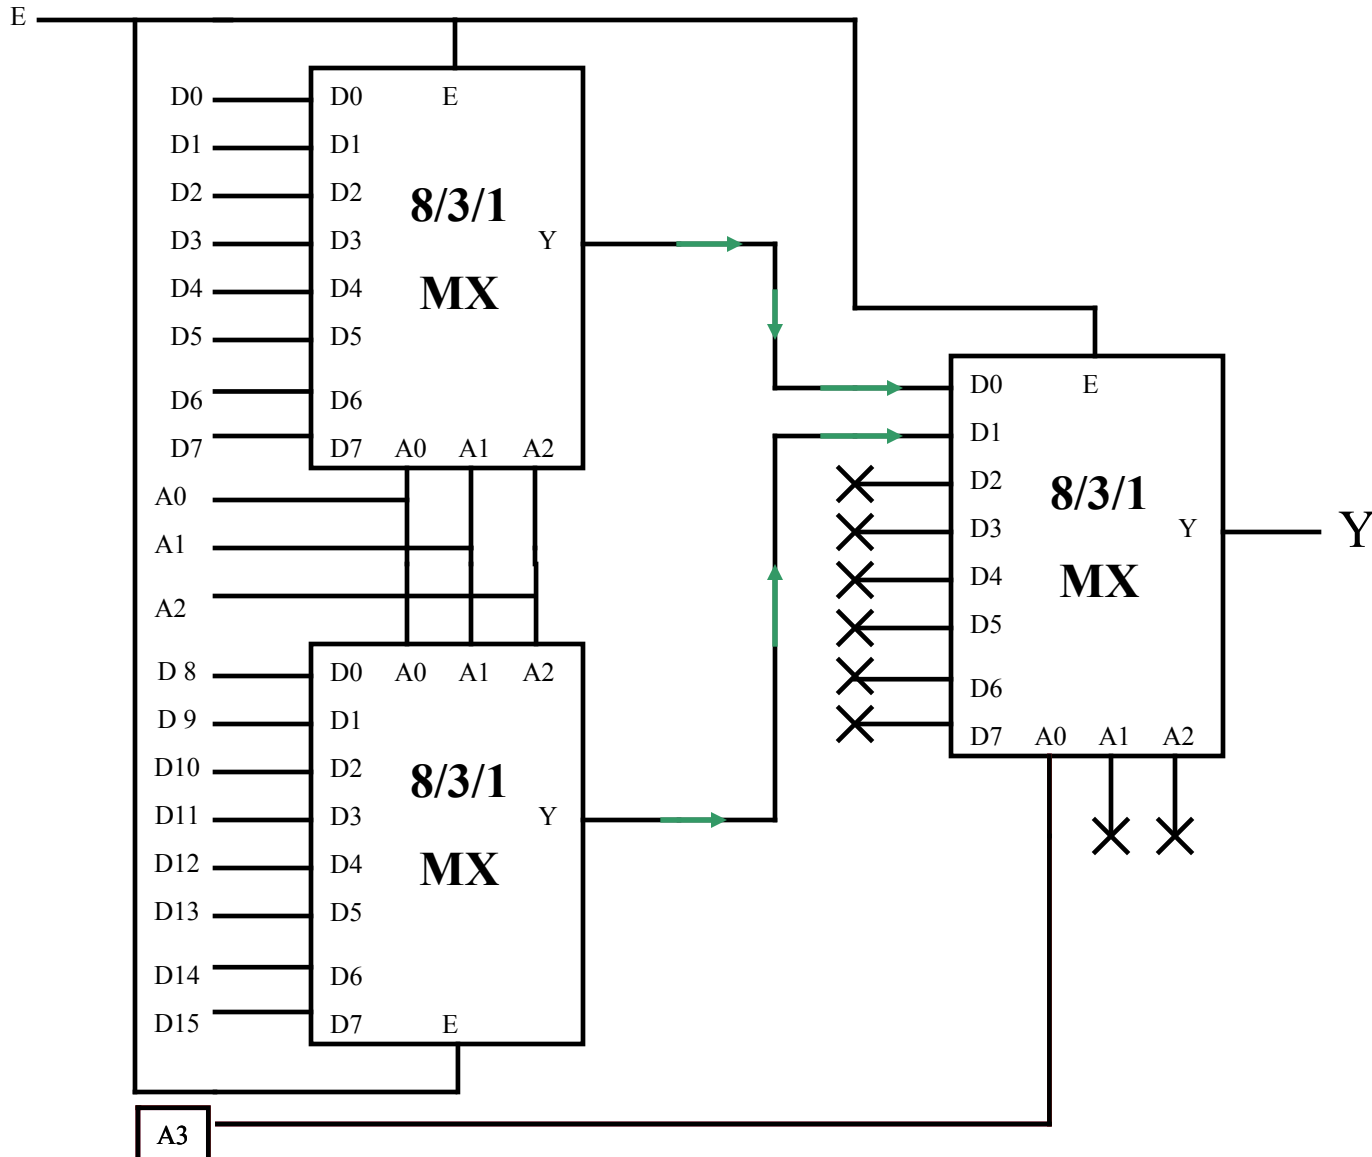 E
D0 D0 E
D1 D1
D2 D2 8/3/1
D3 D3 Y
D4 D4 MX
D5 D5
D6 D6
D7 D7 A0 A1 A2
A0
A1
A2
D 8 D0 A0 A1 A2
D 9 D1
D10 D2 8/3/1
D11 D3 Y
D12 D4 MX
D13 D5
D14 D6
D15 D7 E
A3
D0 E
D1
D2 8/3/1
D3 Y Y
D4 MX
D5
D6
D7 A0 A1 A2